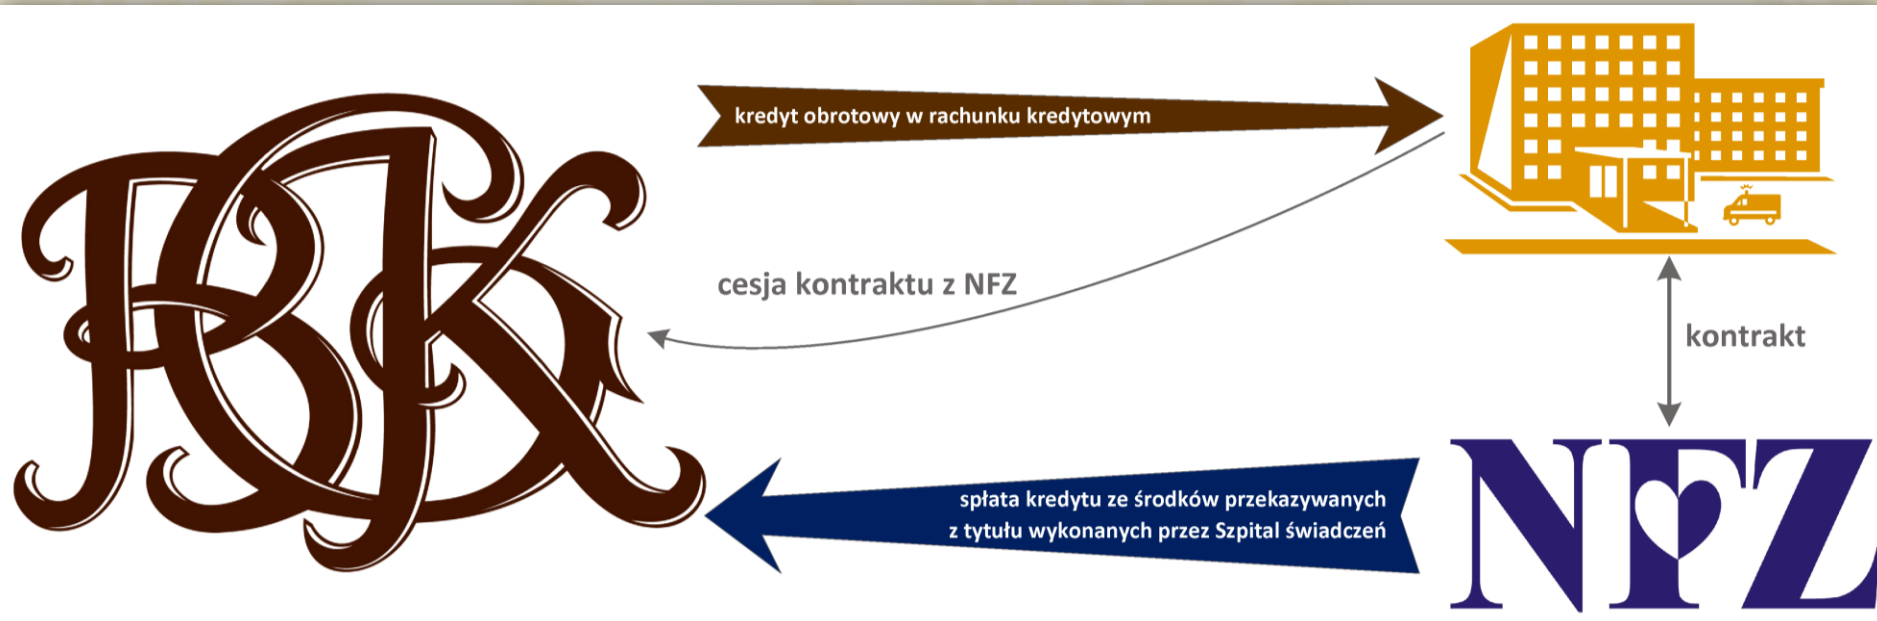 BGK
kredyt obrotowy w rachunku kredytowym
cesja kontraktu z NFZ
kontrakt
spłata kredytu ze środków przekazywanych
z tytułu wykonanych przez Szpital świadczeń
NFZ